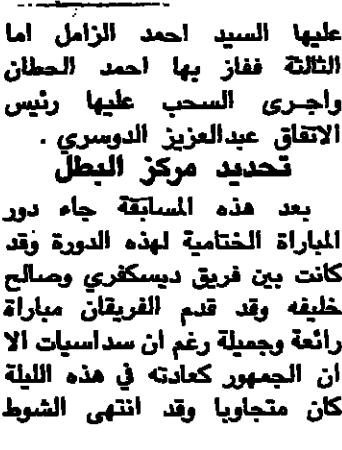 عليها السيد احمد الزامل اما
الثالثة ففاز بها احمد الحطان
واجرى السحب عليها رئيس
الاتفاق عبدالعزيز الدوسري .
تحديد مركز البطل
بعد هذه المسابقة جاء دور
المباراة الختامية لهذه الدورة وقد
كانت بين فريق ديسكفري وصالح
خليفه وقد قدم الفريقان مباراة
رائعة وجميلة رغم ان سداسيات الا
ان الجمهور كعادته في هذه الليلة
كان متجاوبا وقد انتهى الشوط